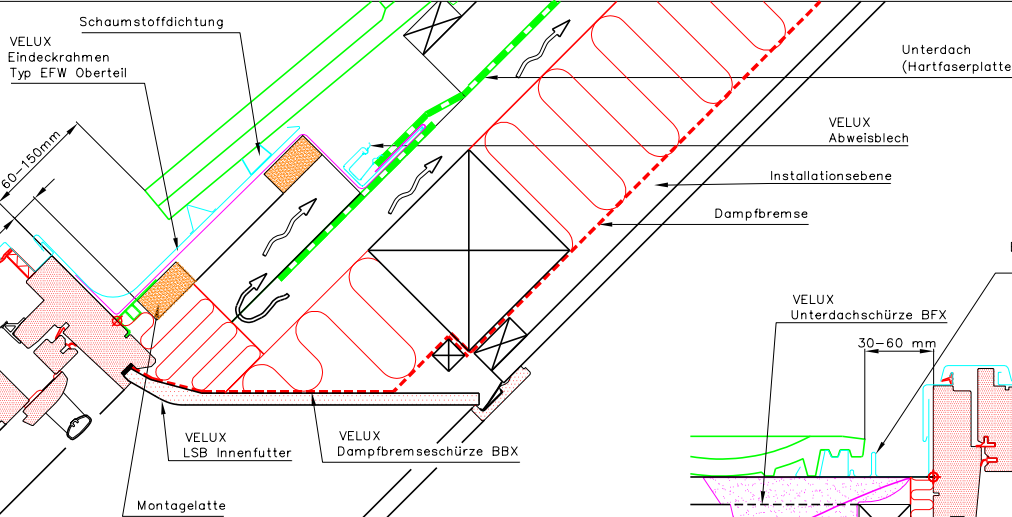 Schaumstoffdichtung
VELUX
Eindeckrahmen
Typ EFW Oberteil
60-150mm
Unterdach
(Hartfaserplatte
VELUX
Abweisblech
Installationsebene
Dampfbremse
VELUX
Unterdachschürze BFX
30-60 mm
VELUX
LSB Innenfutter
VELUX
Dampfbremseschürze BBX
Montagelatte